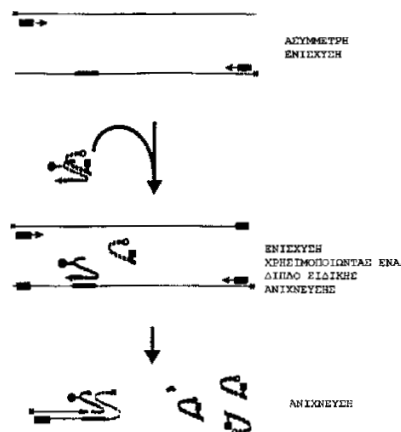 ΑΣΥΜΜΕΤΡΗ
ΕΝΙΣΧΥΣΗ
ΕΝΙΣΧΥΣΗ
ΧΡΗΣΙΜΟΠΟΙΩΝΤΑΣ ΕΝΑ
ΔΙΠΛΟ ΕΙΔΙΚΗΣ
ΑΝΙΧΝΕΥΣΗΣ
ΑΝΙΧΝΕΥΣΗ